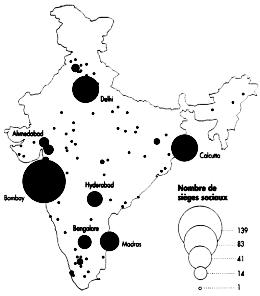 Delhi
Ahmedabad
Calcutta
Bombay
Hyderabad
Bangalore
Madras
Nombre de
sièges sociaux
139
83
41
14
1